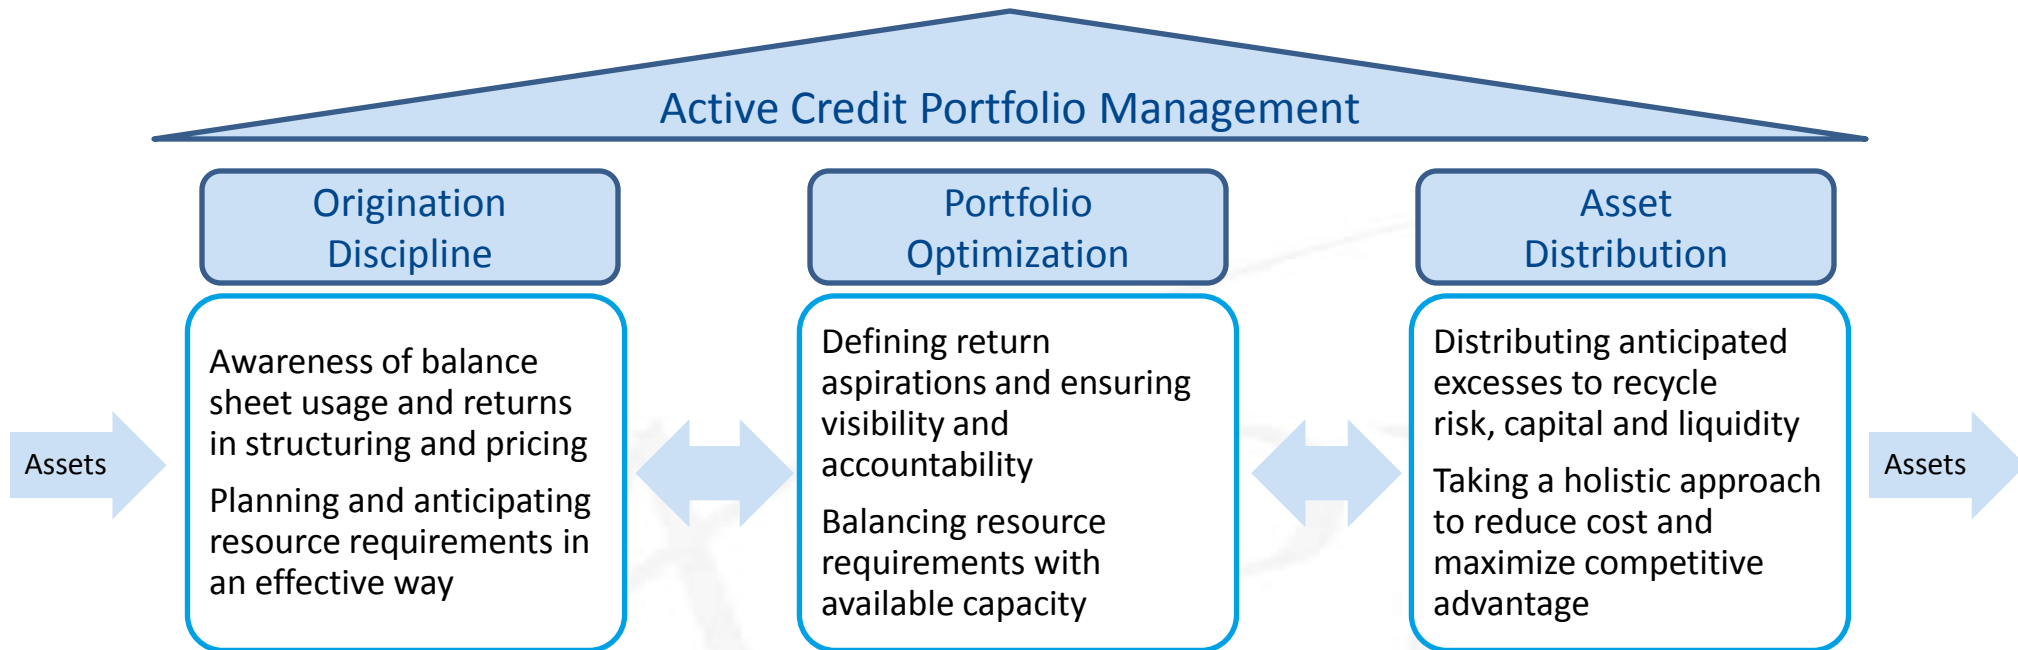 Active Credit Portfolio Management
Origination
Discipline
Portfolio
Optimization
Asset
Distribution
Assets
Awareness of balance
sheet usage and returns
in structuring and pricing
Planning and anticipating
resource requirements in
an effective way
Defining return
aspirations and ensuring
visibility and
accountability
Balancing resource
requirements with
available capacity
Distributing anticipated
excesses to recycle
risk, capital and liquidity
Taking a holistic approach
to reduce cost and
maximize competitive
advantage
Assets